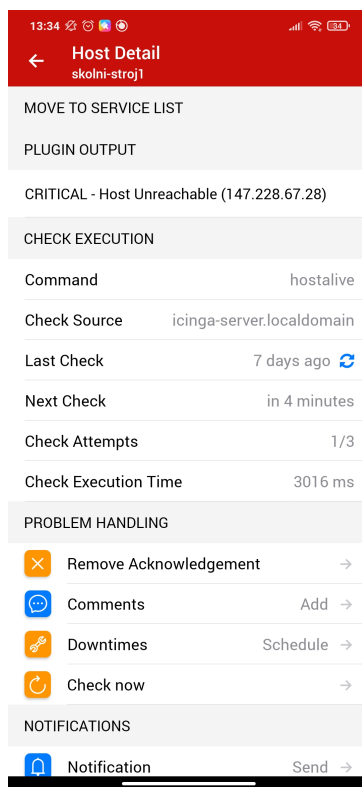 13:34 34
Host Detail
skolni-stroj1
MOVE TO SERVICE LIST
PLUGIN OUTPUT
CRITICAL - Host Unreachable (147.228.67.28)
CHECK EXECUTION
Command hostalive
Check Source icinga-server.localdomain
Last Check 7 days ago
Next Check in 4 minutes
Check Attempts 1/3
Check Execution Time 3016 ms
PROBLEM HANDLING
Remove Acknowledgement
Comments Add
Downtimes Schedule
Check now
NOTIFICATIONS
Notification Send